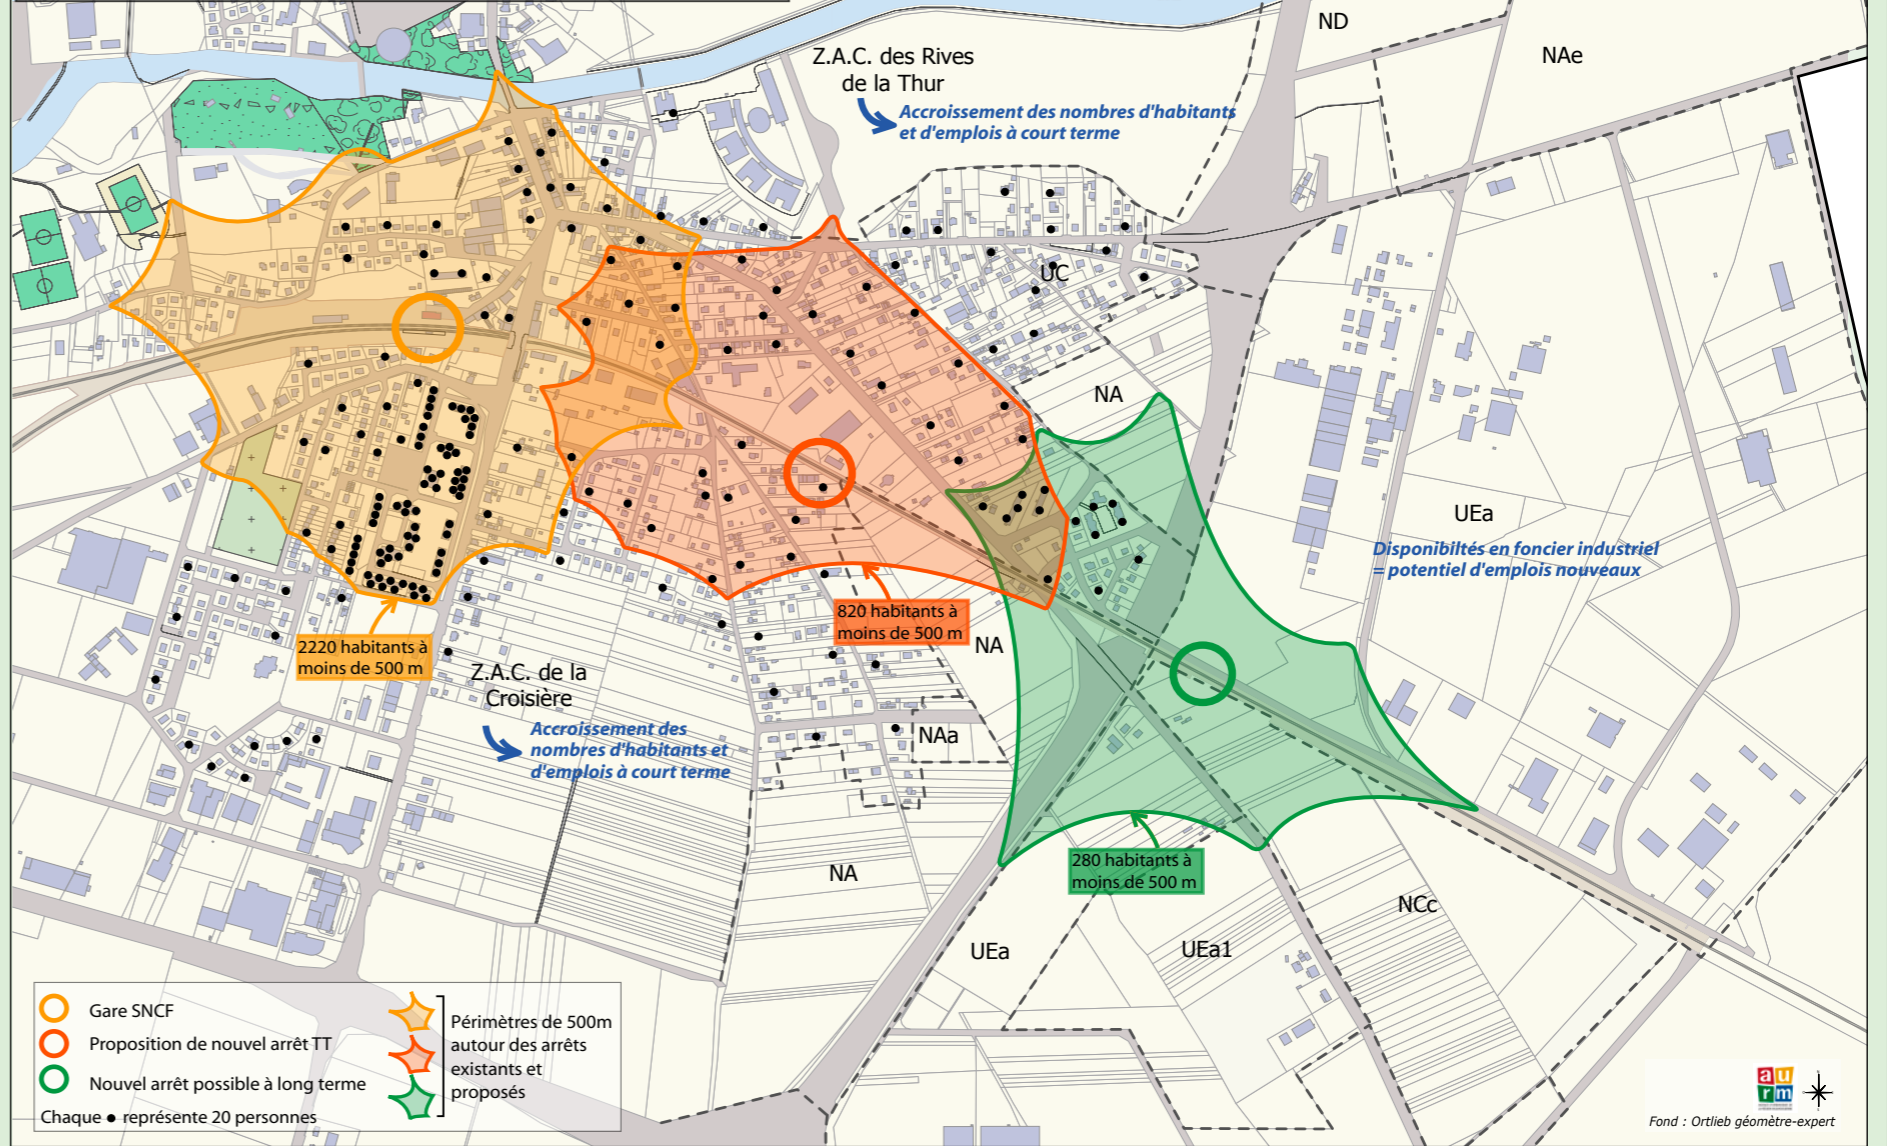 ND
NAe
Z.A.C. des Rives
de la Thur
Accroissement des nombres d'habitants
et d'emplois à court terme
UC
NA
UEa
Disponibiltés en foncier industriel
= potentiel d'emplois nouveaux
820 habitants à
moins de 500 m
2220 habitants à
moins de 500 m
NA
Z.A.C. de la
Croisière
Accroissement des
nombres d'habitants et
d'emplois à court terme
NAa
280 habitants à
moins de 500 m
NA
NCc
UEa
UEa1
Gare SNCF
Proposition de nouvel arrêt TT
Nouvel arrêt possible à long terme
Chaque ● représente 20 personnes
Périmètres de 500m
autour des arrêts
existants et
proposés
au
rm
Fond : Ortlieb géomètre-expert